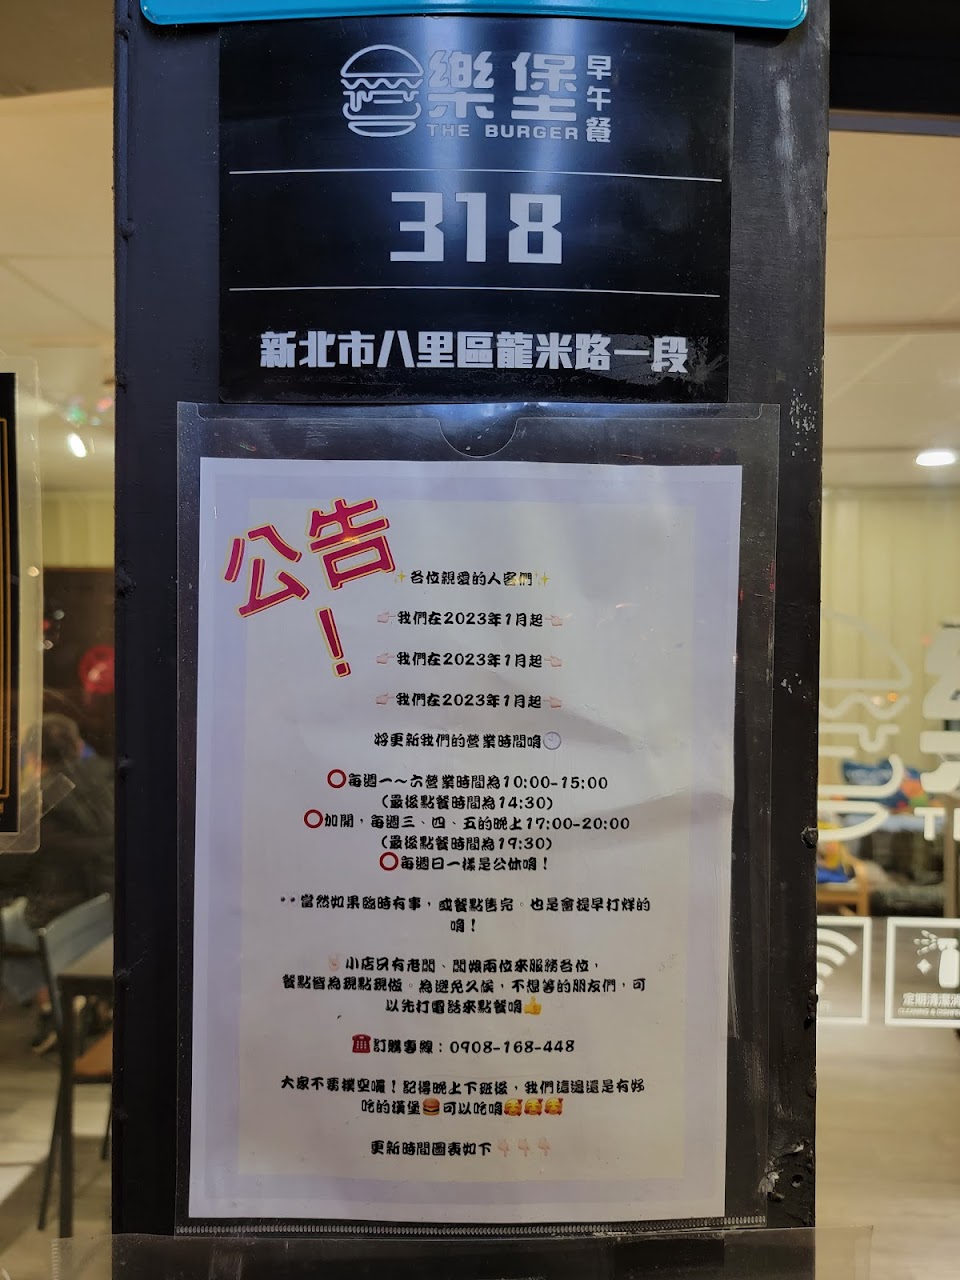 樂堡 早午餐
THE BURGER
318
新北市八里區龍米路一段
公告！
✨各位親愛的人客們✨
👉🏻我們在2023年1月起👈🏻
👉🏻我們在2023年1月起👈🏻
👉🏻我們在2023年1月起👈🏻
將更新我們的營業時間唷🕙
⭕每週一～六營業時間為10:00-15:00
(最後點餐時間為14:30)
⭕加開，每週三、四、五的晚上17:00-20:00
(最後點餐時間為19:30)
⭕每週日一樣是公休唷！
當然如果臨時有事，或餐點售完。也是會提早打烊的
唷！
小店只有老闆、闆娘兩位來服務各位，
餐點皆為現點現做。為避免久候，不想等的朋友們，可
以先打電話來點餐唷👍
☎️訂購專線：0908-168-448
大家不要撲空喔！記得晚上下班後，我們這邊還是有好
吃的漢堡🍔可以吃唷🥰🥰🥰
更新時間圖表如下👇🏻👇🏻👇🏻